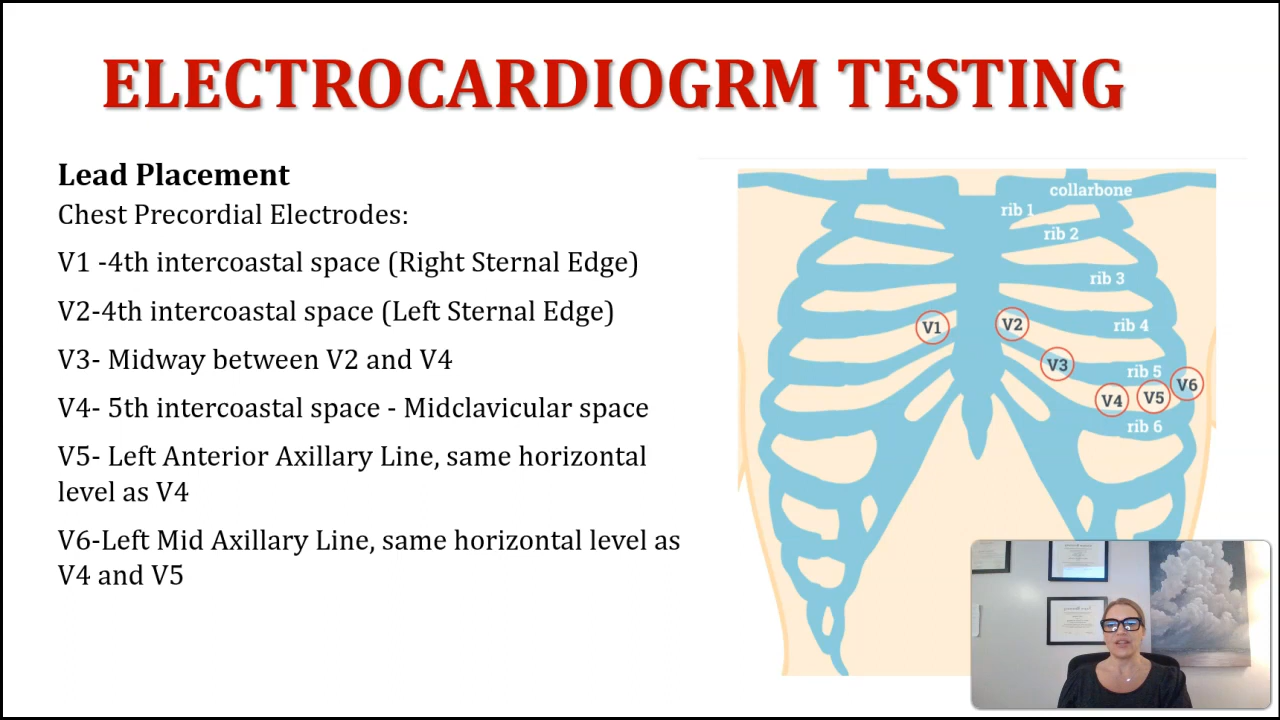 ELECTROCARDIOGRM TESTING
Lead Placement
Chest Precordial Electrodes:
V1 -4th intercoastal space (Right Sternal Edge)
V2-4th intercoastal space (Left Sternal Edge)
V3- Midway between V2 and V4
V4- 5th intercoastal space - Midclavicular space
V5- Left Anterior Axillary Line, same horizontal
level as V4
V6-Left Mid Axillary Line, same horizontal level as
V4 and V5
collarbone
rib 1
rib 2
rib 3
rib 4
rib 5
rib 6
V1
V2
V3
V4
V5
V6